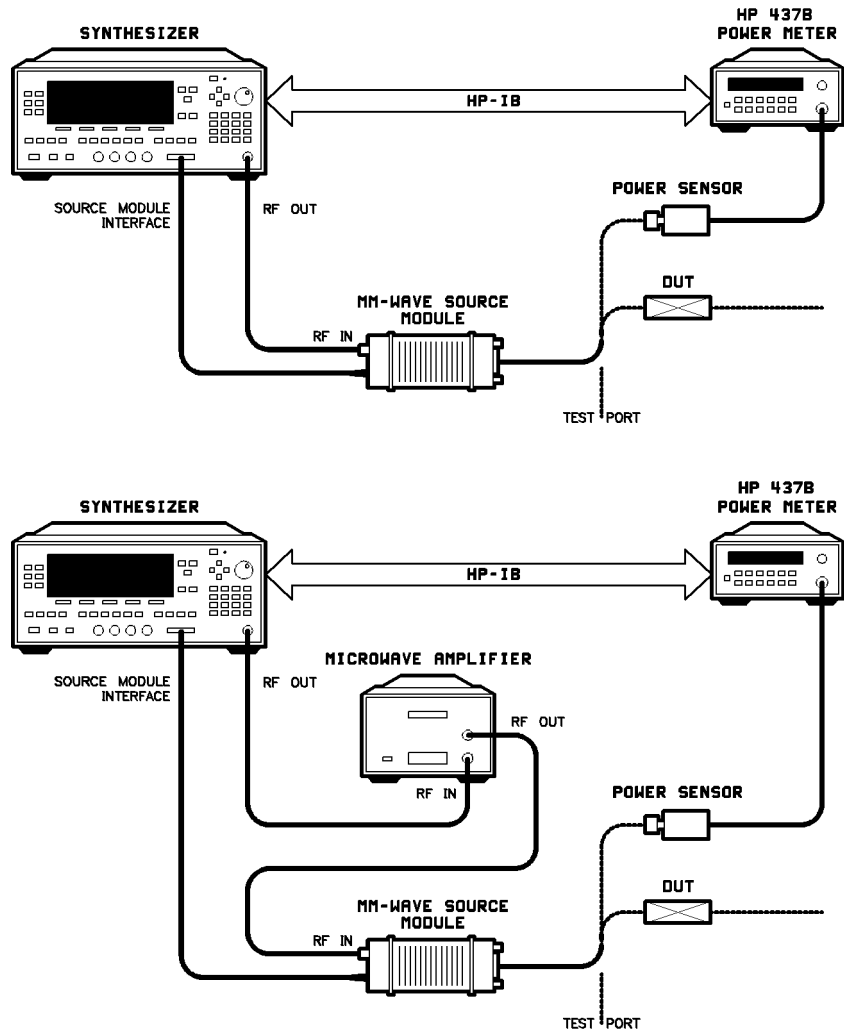 SYNTHESIZER
HP 437B
POWER METER
HP-IB
POWER SENSOR
SOURCE MODULE
INTERFACE
RF OUT
DUT
MM-WAVE SOURCE
MODULE
RF IN
TEST PORT
SYNTHESIZER
HP 437B
POWER METER
HP-IB
MICROWAVE AMPLIFIER
SOURCE MODULE
INTERFACE
RF OUT
RF OUT
RF IN
POWER SENSOR
DUT
MM-WAVE SOURCE
MODULE
RF IN
TEST PORT